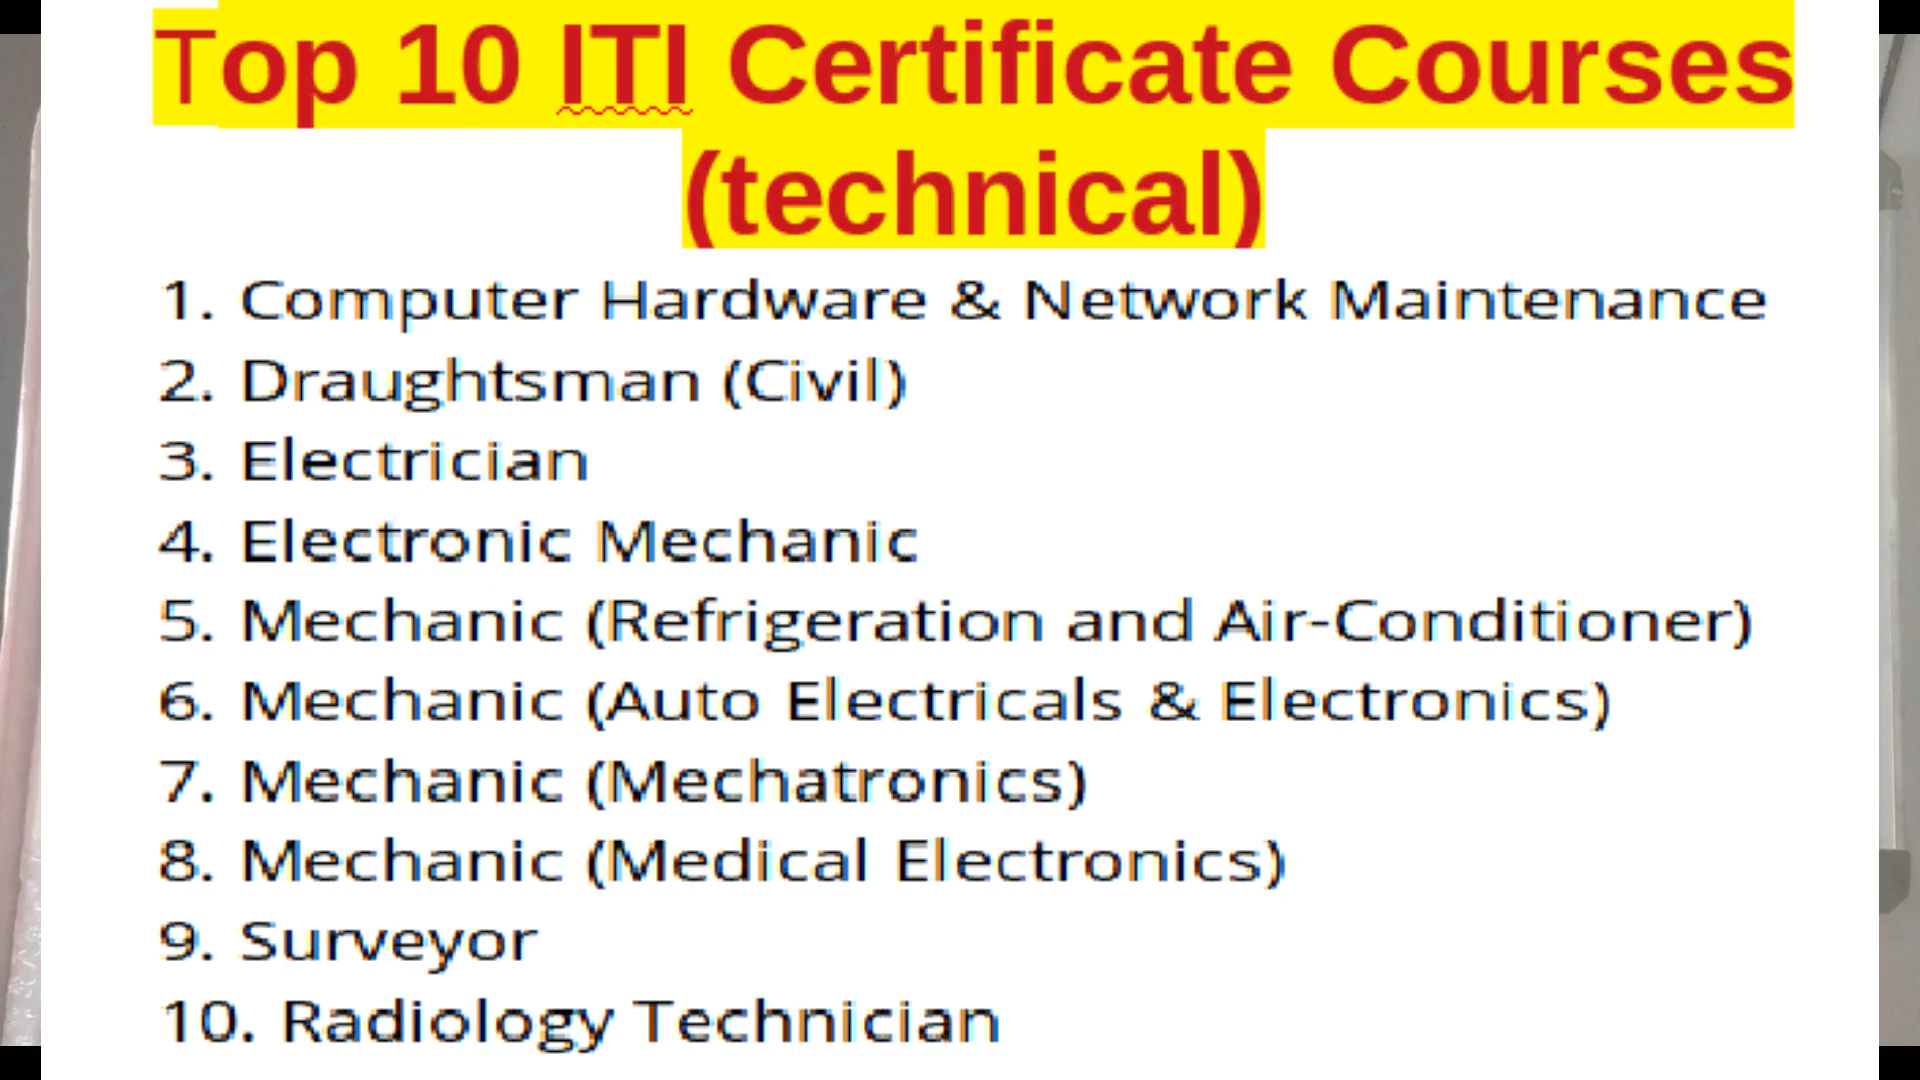 Top 10 ITI Certificate Courses
(technical)
1. Computer Hardware & Network Maintenance
2. Draughtsman (Civil)
3. Electrician
4. Electronic Mechanic
5. Mechanic (Refrigeration and Air-Conditioner)
6. Mechanic (Auto Electricals & Electronics)
7. Mechanic (Mechatronics)
8. Mechanic (Medical Electronics)
9. Surveyor
10. Radiology Technician